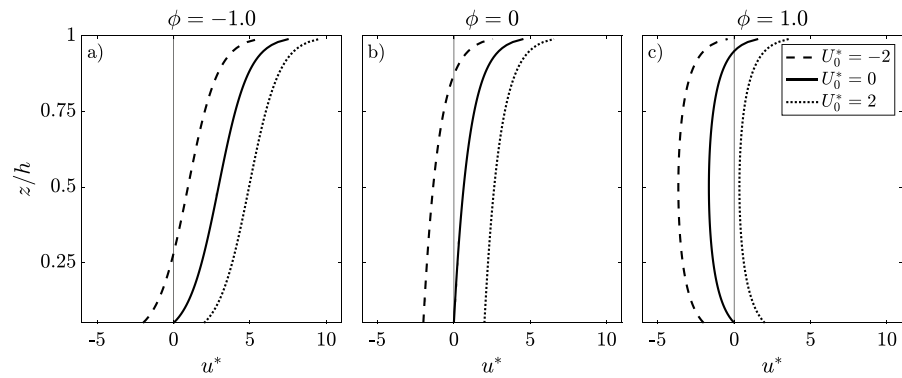 ϕ = −1.0
ϕ = 0
ϕ = 1.0
a)
b)
c)
U₀* = −2
U₀* = 0
U₀* = 2
z/h
1
0.75
0.5
0.25
-5 0 5 10
-5 0 5 10
-5 0 5 10
u*
u*
u*